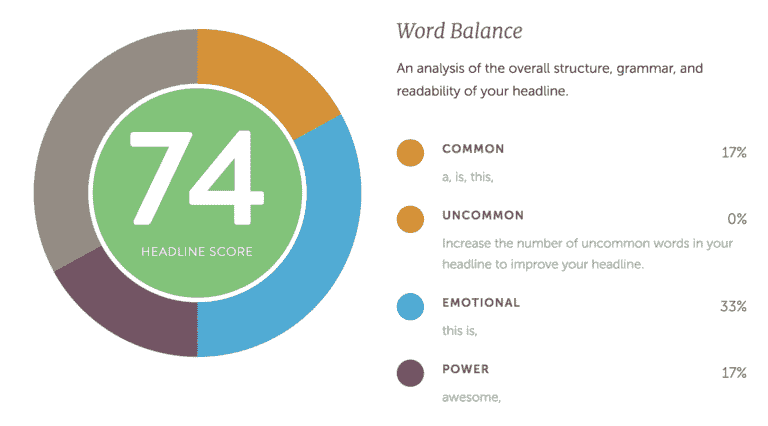 74
HEADLINE SCORE
Word Balance
An analysis of the overall structure, grammar, and
readability of your headline.
COMMON 17%
a, is, this,
UNCOMMON 0%
Increase the number of uncommon words in your
headline to improve your headline.
EMOTIONAL 33%
this is,
POWER 17%
awesome,